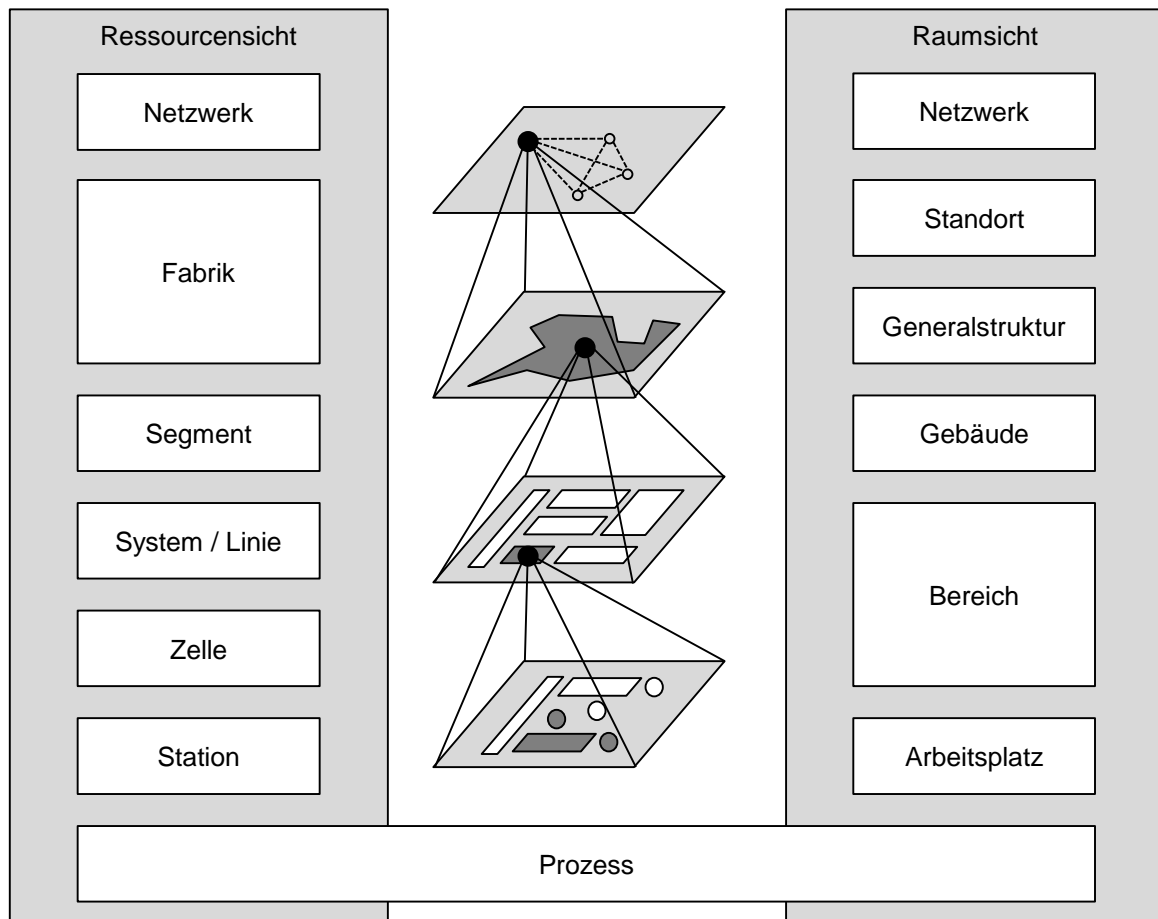 Ressourcensicht
Netzwerk
Fabrik
Segment
System / Linie
Zelle
Station
Raumsicht
Netzwerk
Standort
Generalstruktur
Gebäude
Bereich
Arbeitsplatz
Prozess